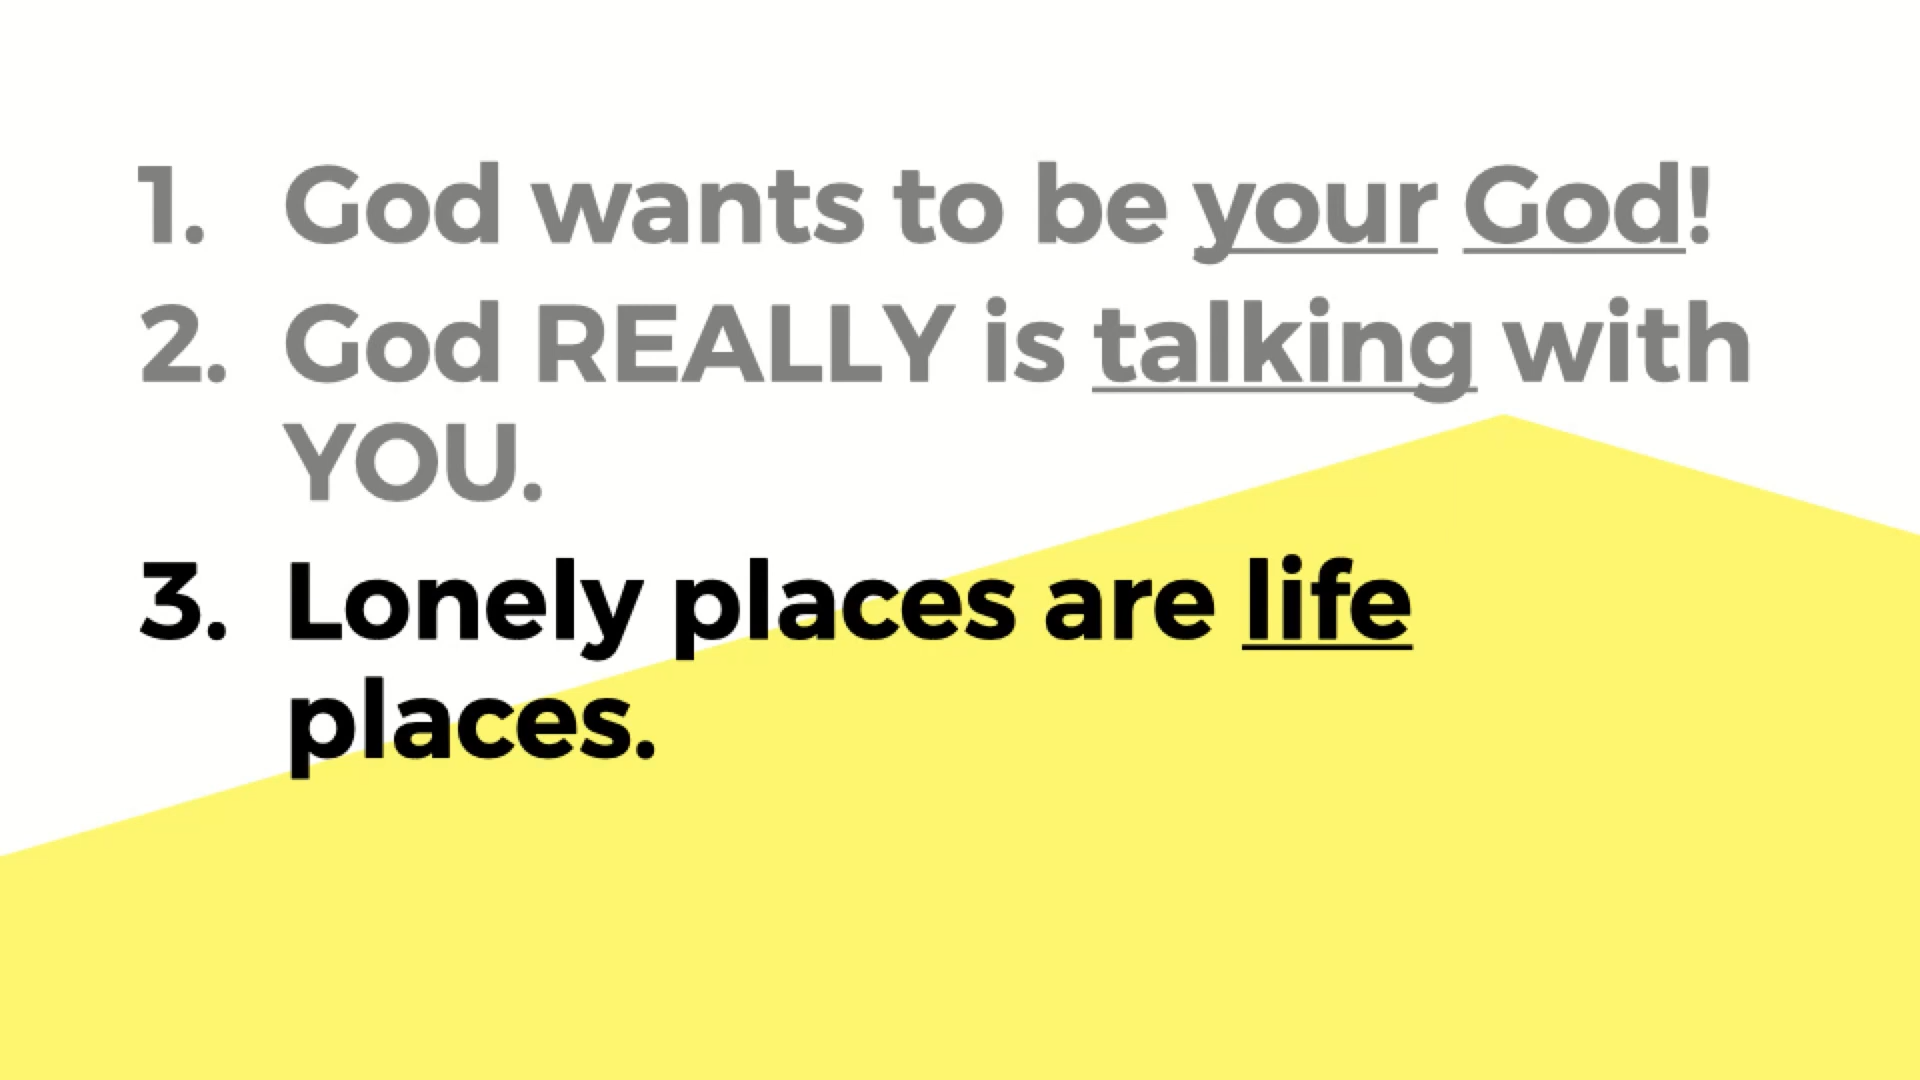 1. God wants to be your God!
2. God REALLY is talking with
YOU.
3. Lonely places are life
places.